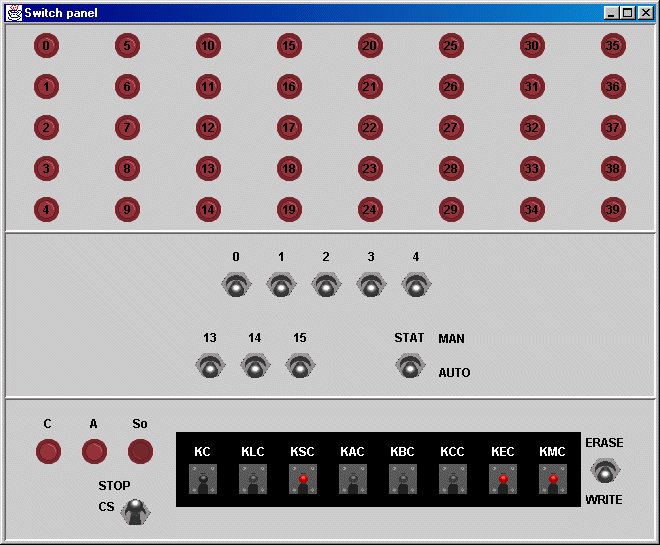 Switch panel
0 5 10 15 20 25 30 35
1 6 11 16 21 26 31 36
2 7 12 17 22 27 32 37
3 8 13 18 23 28 33 38
4 9 14 19 24 29 34 39
0 1 2 3 4
13 14 15 STAT MAN
AUTO
C A So
KC KLC KSC KAC KBC KCC KEC KMC
ERASE
STOP
CS
WRITE